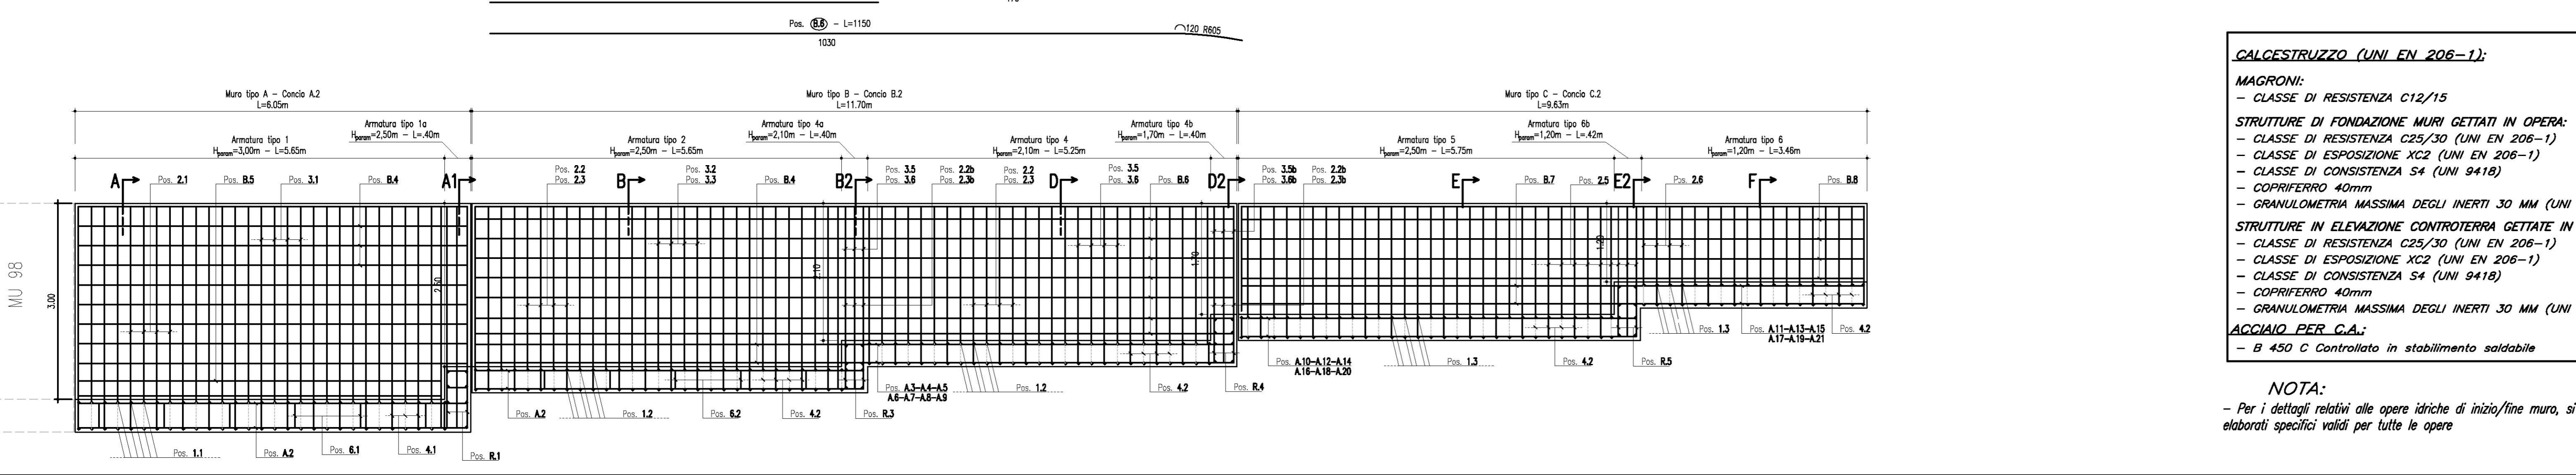 Pos. B.6 - L=1150
1030
120 R605
Muro tipo A - Concio A.2
L=6.05m
Muro tipo B - Concio B.2
L=11.70m
Muro tipo C - Concio C.2
L=9.63m
Armatura tipo 1
Hparam=3,00m - L=5.65m
Armatura tipo 1a
Hparam=2,50m - L=.40m
Armatura tipo 2
Hparam=2,50m - L=5.65m
Armatura tipo 4a
Hparam=2,10m - L=.40m
Armatura tipo 4
Hparam=2,10m - L=5.25m
Armatura tipo 4b
Hparam=1,70m - L=.40m
Armatura tipo 5
Hparam=2,50m - L=5.75m
Armatura tipo 6b
Hparam=1,20m - L=.42m
Armatura tipo 6
Hparam=1,20m - L=3.46m
A
Pos. 2.1
Pos. B.5
Pos. 3.1
Pos. B.4
A1
Pos. 2.2
Pos. 2.3
B
Pos. 3.2
Pos. 3.3
Pos. B.4
B2
Pos. 3.5
Pos. 3.6
Pos. 2.2b
Pos. 2.3b
Pos. 2.2
Pos. 2.3
D
Pos. 3.5
Pos. 3.6
Pos. B.6
D2
Pos. 3.5b
Pos. 3.6b
Pos. 2.2b
Pos. 2.3b
E
Pos. B.7
Pos. 2.5
E2
Pos. 2.6
F
Pos. B.8
MU 98
3.00
2.50
2.10
1.70
1.20
Pos. 1.1
Pos. A.2
Pos. 6.1
Pos. 4.1
Pos. R.1
Pos. A.2
Pos. 1.2
Pos. 6.2
Pos. 4.2
Pos. R.3
Pos. A.3-A.4-A.5
A.6-A.7-A.8-A.9
Pos. 1.2
Pos. 4.2
Pos. R.4
Pos. A.10-A.12-A.14
A.16-A.18-A.20
Pos. 1.3
Pos. 4.2
Pos. R.5
Pos. 1.3
Pos. A.11-A.13-A.15
A.17-A.19-A.21
Pos. 4.2
CALCESTRUZZO (UNI EN 206-1):
MAGRONI:
- CLASSE DI RESISTENZA C12/15
STRUTTURE DI FONDAZIONE MURI GETTATI IN OPERA:
- CLASSE DI RESISTENZA C25/30 (UNI EN 206-1)
- CLASSE DI ESPOSIZIONE XC2 (UNI EN 206-1)
- CLASSE DI CONSISTENZA S4 (UNI 9418)
- COPRIFERRO 40mm
- GRANULOMETRIA MASSIMA DEGLI INERTI 30 MM (UNI
STRUTTURE IN ELEVAZIONE CONTROTERRA GETTATE IN
- CLASSE DI RESISTENZA C25/30 (UNI EN 206-1)
- CLASSE DI ESPOSIZIONE XC2 (UNI EN 206-1)
- CLASSE DI CONSISTENZA S4 (UNI 9418)
- COPRIFERRO 40mm
- GRANULOMETRIA MASSIMA DEGLI INERTI 30 MM (UNI
ACCIAIO PER C.A.:
- B 450 C Controllato in stabilimento saldabile
NOTA:
- Per i dettagli relativi alle opere idriche di inizio/fine muro, si
elaborati specifici validi per tutte le opere